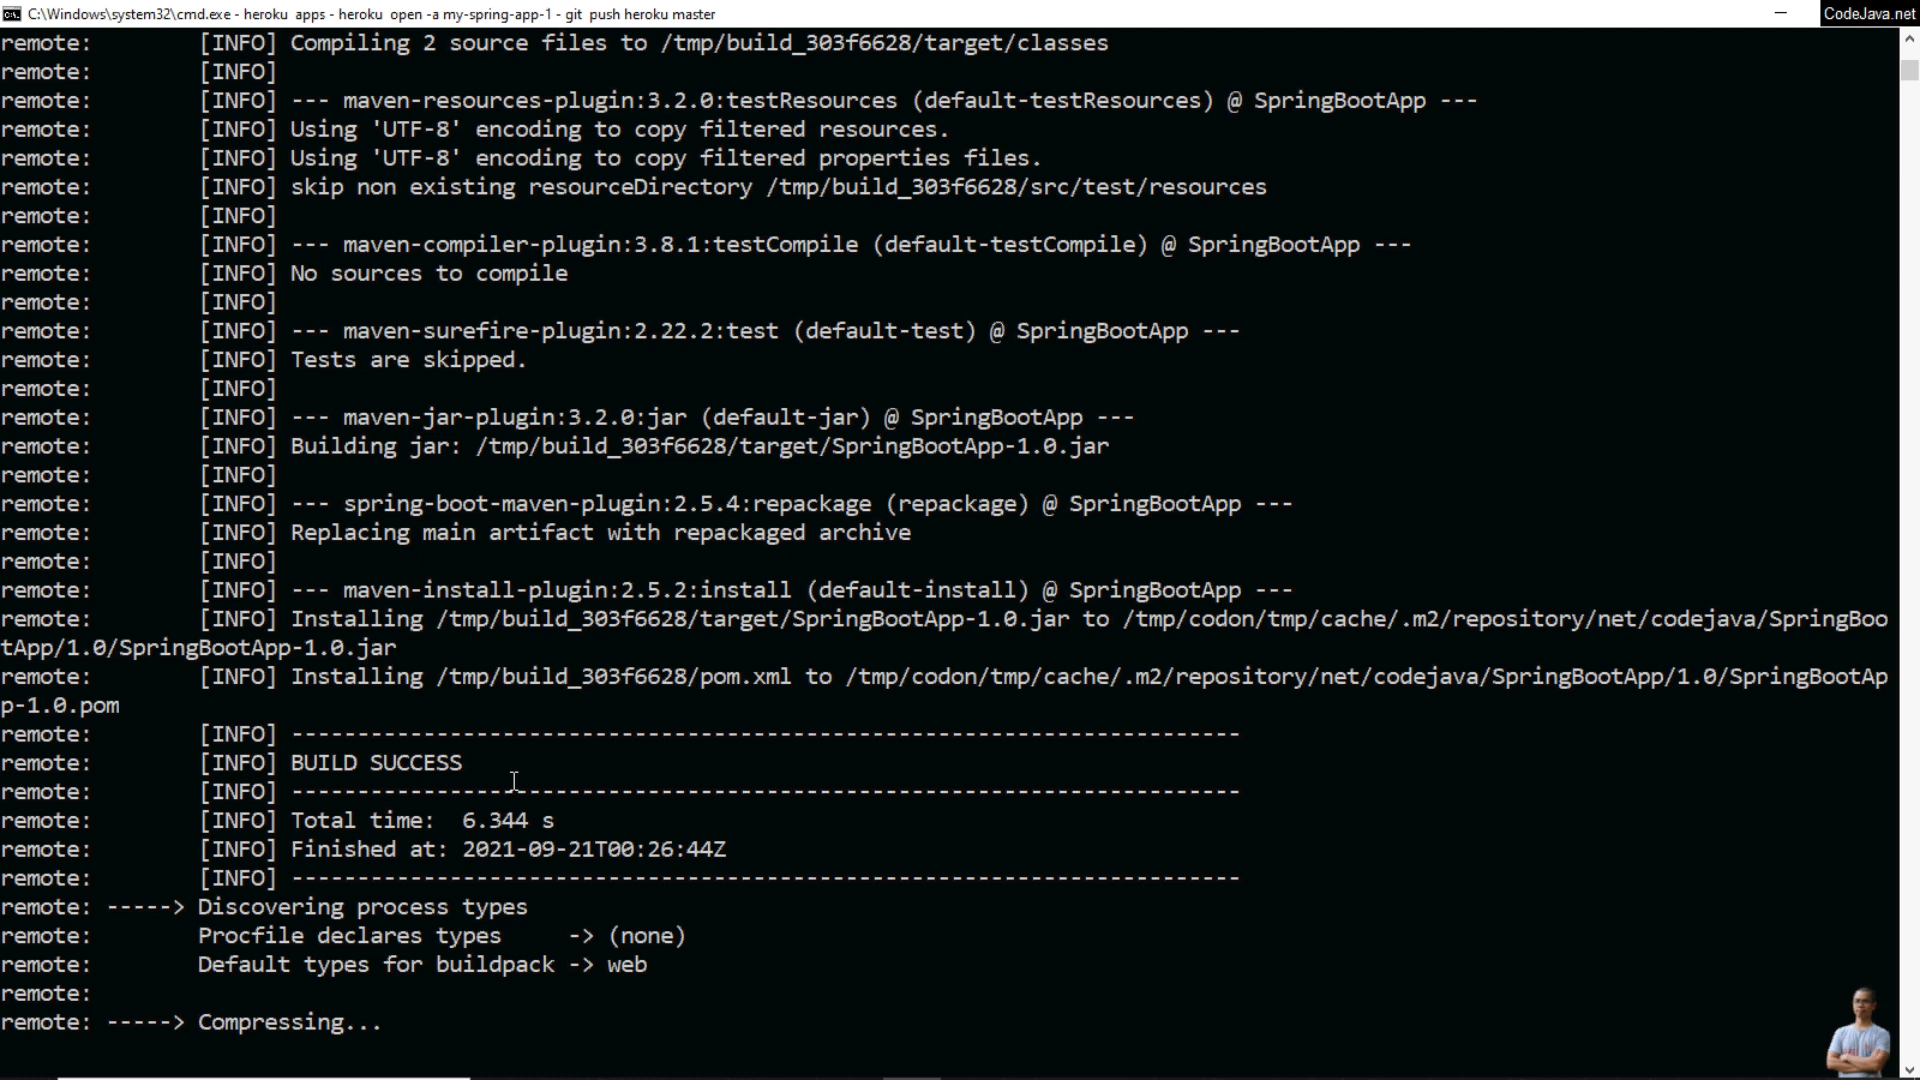 C:\Windows\system32\cmd.exe - heroku  apps - heroku  open -a my-spring-app-1 - git  push heroku master
CodeJava.net
remote:        [INFO] Compiling 2 source files to /tmp/build_303f6628/target/classes
remote:        [INFO]
remote:        [INFO] --- maven-resources-plugin:3.2.0:testResources (default-testResources) @ SpringBootApp ---
remote:        [INFO] Using 'UTF-8' encoding to copy filtered resources.
remote:        [INFO] Using 'UTF-8' encoding to copy filtered properties files.
remote:        [INFO] skip non existing resourceDirectory /tmp/build_303f6628/src/test/resources
remote:        [INFO]
remote:        [INFO] --- maven-compiler-plugin:3.8.1:testCompile (default-testCompile) @ SpringBootApp ---
remote:        [INFO] No sources to compile
remote:        [INFO]
remote:        [INFO] --- maven-surefire-plugin:2.22.2:test (default-test) @ SpringBootApp ---
remote:        [INFO] Tests are skipped.
remote:        [INFO]
remote:        [INFO] --- maven-jar-plugin:3.2.0:jar (default-jar) @ SpringBootApp ---
remote:        [INFO] Building jar: /tmp/build_303f6628/target/SpringBootApp-1.0.jar
remote:        [INFO]
remote:        [INFO] --- spring-boot-maven-plugin:2.5.4:repackage (repackage) @ SpringBootApp ---
remote:        [INFO] Replacing main artifact with repackaged archive
remote:        [INFO]
remote:        [INFO] --- maven-install-plugin:2.5.2:install (default-install) @ SpringBootApp ---
remote:        [INFO] Installing /tmp/build_303f6628/target/SpringBootApp-1.0.jar to /tmp/codon/tmp/cache/.m2/repository/net/codejava/SpringBoo
tApp/1.0/SpringBootApp-1.0.jar
remote:        [INFO] Installing /tmp/build_303f6628/pom.xml to /tmp/codon/tmp/cache/.m2/repository/net/codejava/SpringBootApp/1.0/SpringBootAp
p-1.0.pom
remote:        [INFO] ------------------------------------------------------------------------
remote:        [INFO] BUILD SUCCESS
remote:        [INFO] ------------------------------------------------------------------------
remote:        [INFO] Total time:  6.344 s
remote:        [INFO] Finished at: 2021-09-21T00:26:44Z
remote:        [INFO] ------------------------------------------------------------------------
remote: -----> Discovering process types
remote:        Procfile declares types     -> (none)
remote:        Default types for buildpack -> web
remote:
remote: -----> Compressing...